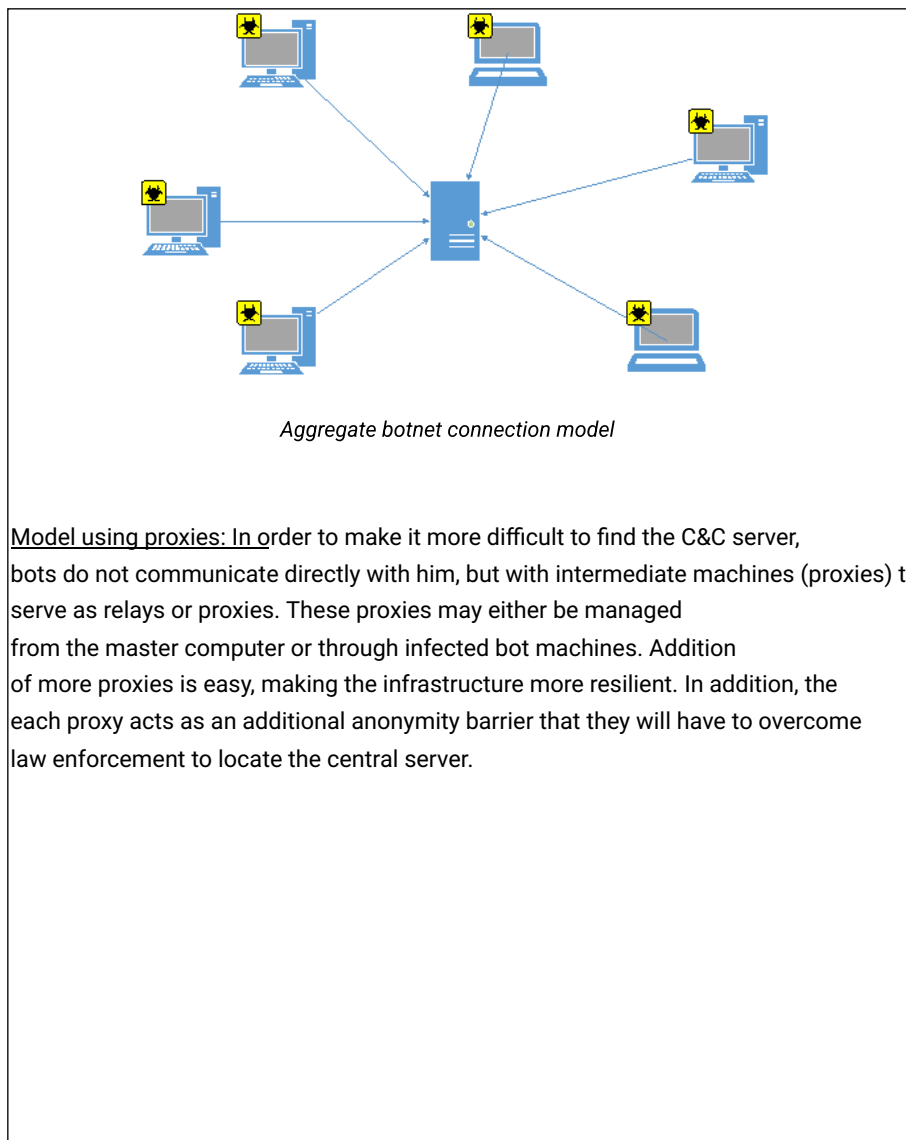 Aggregate botnet connection model
Model using proxies: In order to make it more difficult to find the C&C server,
bots do not communicate directly with him, but with intermediate machines (proxies) t
serve as relays or proxies. These proxies may either be managed
from the master computer or through infected bot machines. Addition
of more proxies is easy, making the infrastructure more resilient. In addition, the
each proxy acts as an additional anonymity barrier that they will have to overcome
law enforcement to locate the central server.